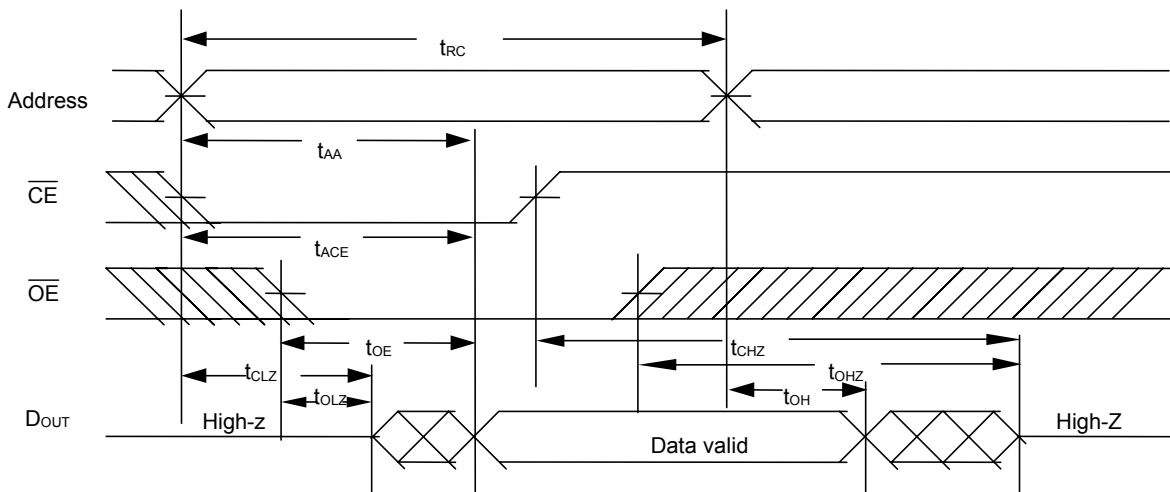 tRC
Address
tAA
CE
tACE
OE
tOE
tCHZ
tCLZ
tOHZ
tOLZ
tOH
DOUT
High-z
Data valid
High-Z